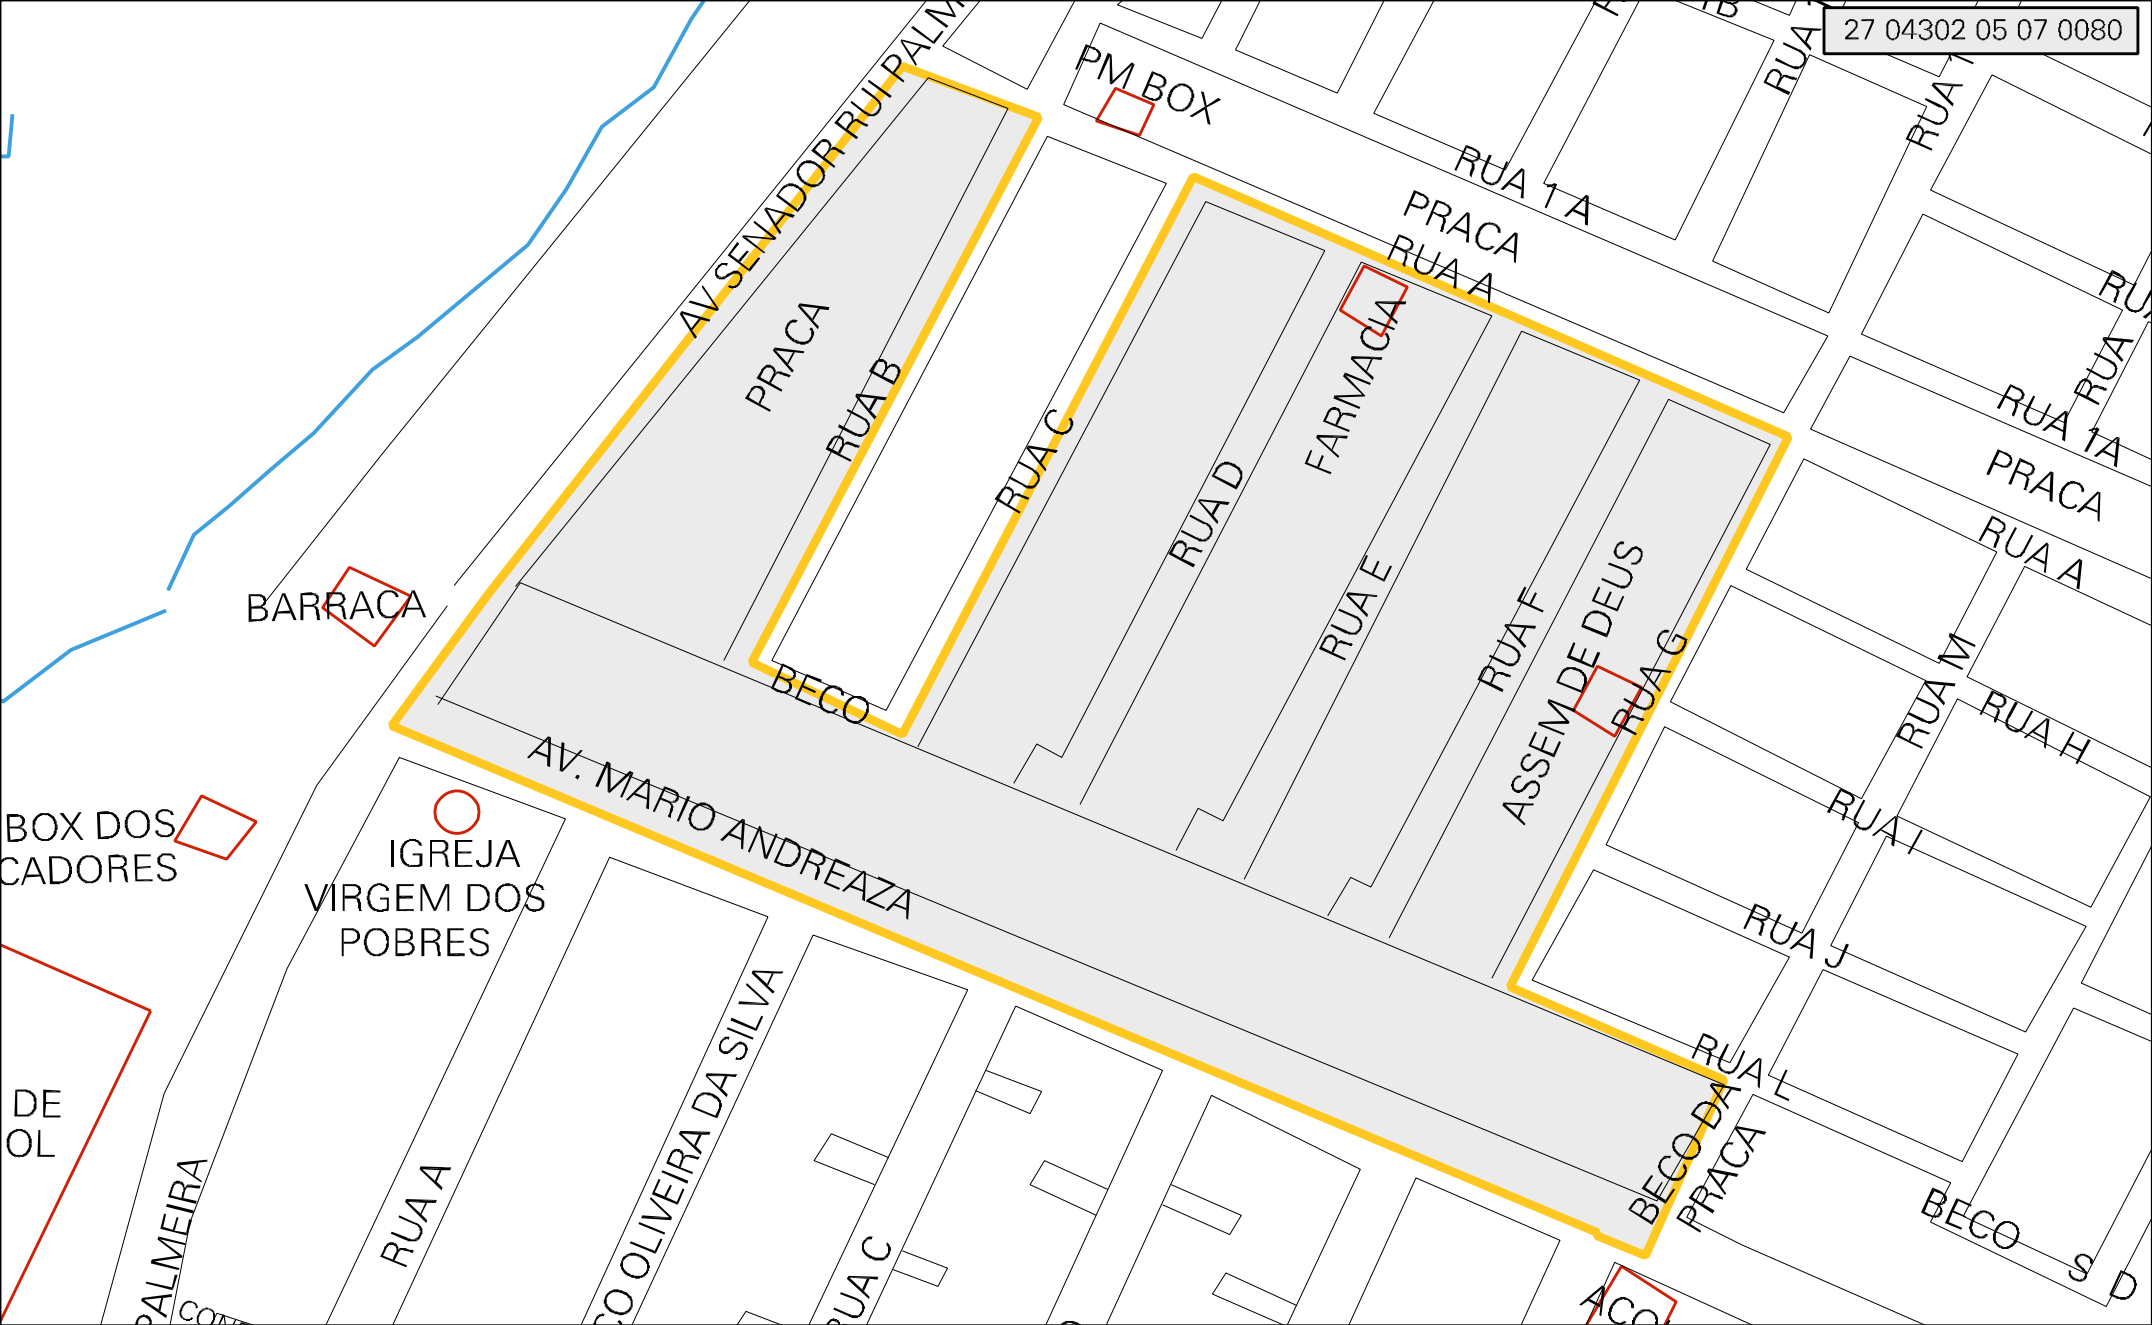 27 04302 05 07 0080
AV SENADOR RUI PALM
PM BOX
RUA 1 A
PRACA
RUA A
PRACA
RUA B
RUA C
RUA D
FARMACIA
RUA E
RUA F
ASSEM DE DEUS
RUA G
RUA
RUA 1A
PRACA
RUA A
RUA M
RUA H
RUA I
RUA J
RUA L
BARRACA
BECO
AV. MARIO ANDREAZA
BOX DOS
CADORES
IGREJA
VIRGEM DOS
POBRES
DE
OL
PALMEIRA
RUA A
CO OLIVEIRA DA SILVA
RUA C
BECO DA
PRACA
BECO
S D